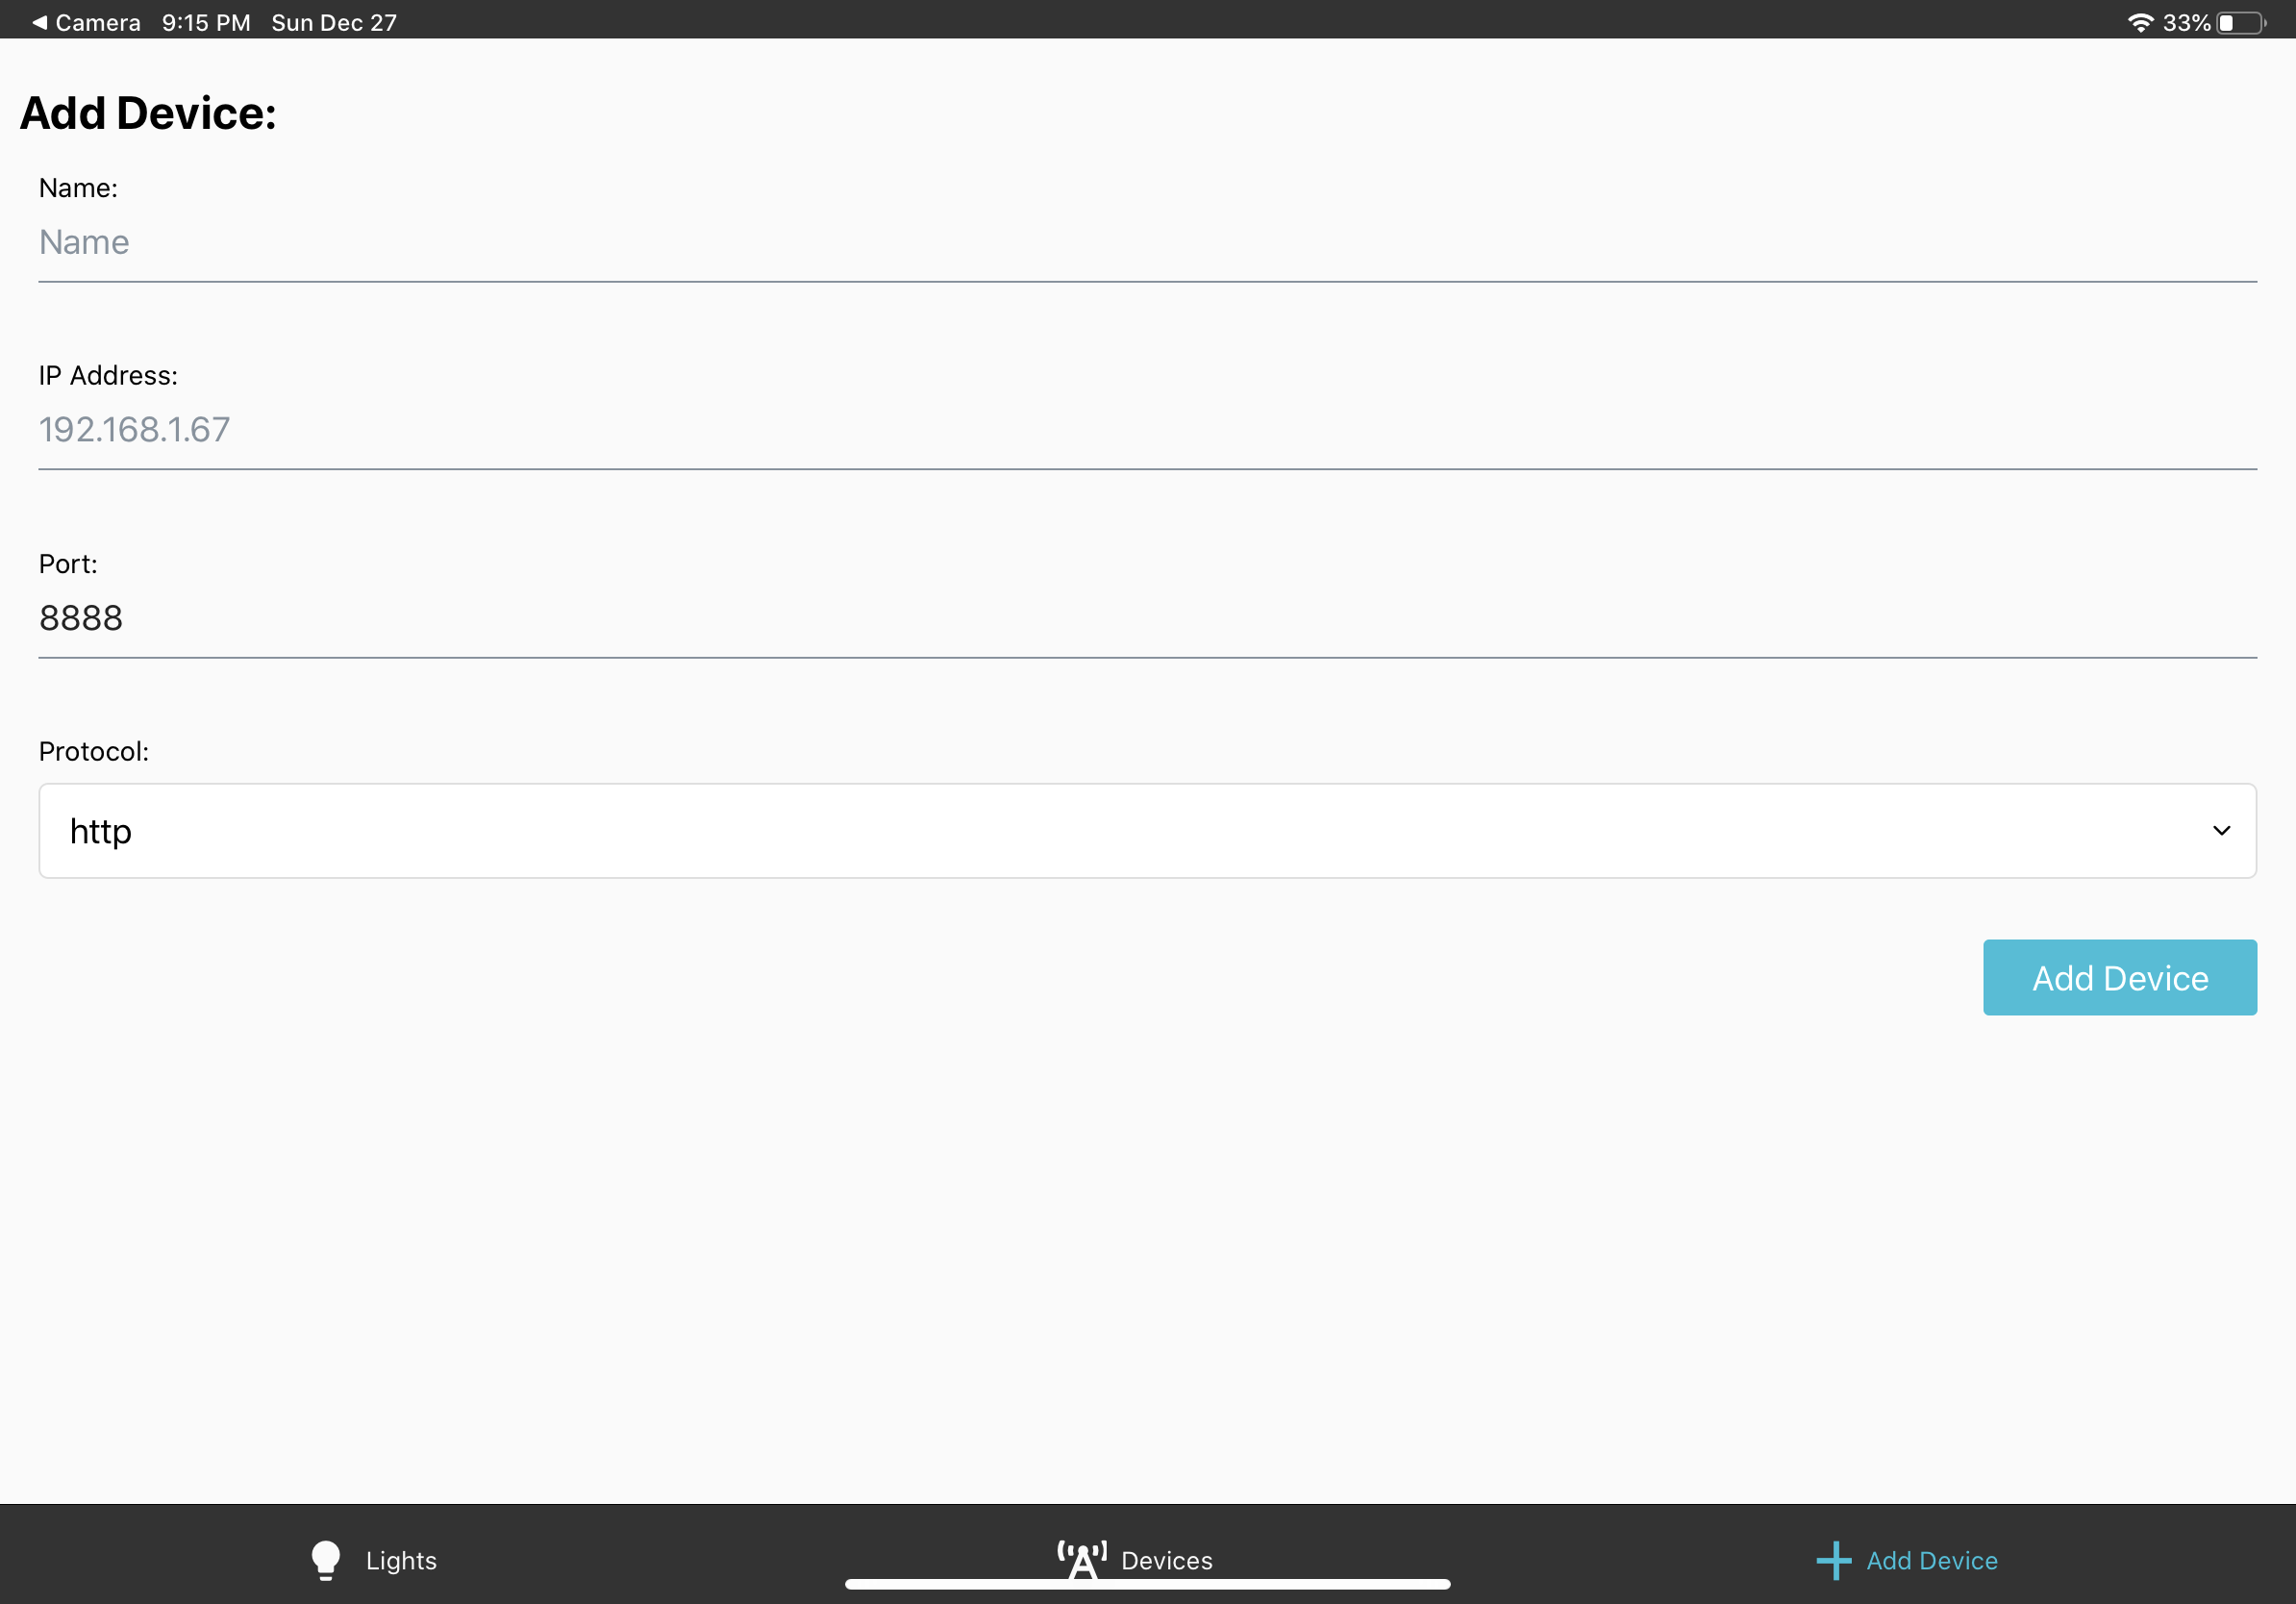 Camera 9:15 PM Sun Dec 27 33%
Add Device:
Name:
Name
IP Address:
192.168.1.67
Port:
8888
Protocol:
http
Add Device
Lights Devices Add Device